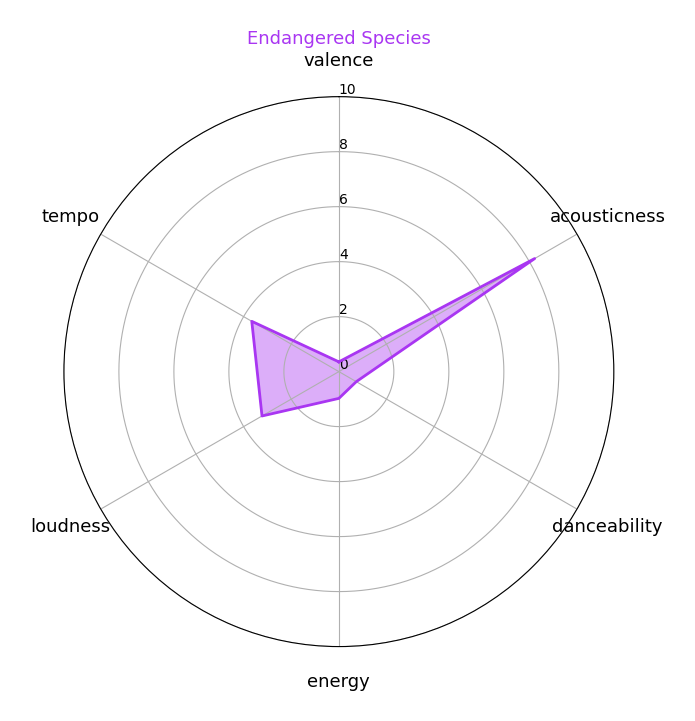 Endangered Species
valence
10
8
6
4
2
0
tempo
acousticness
loudness
danceability
energy